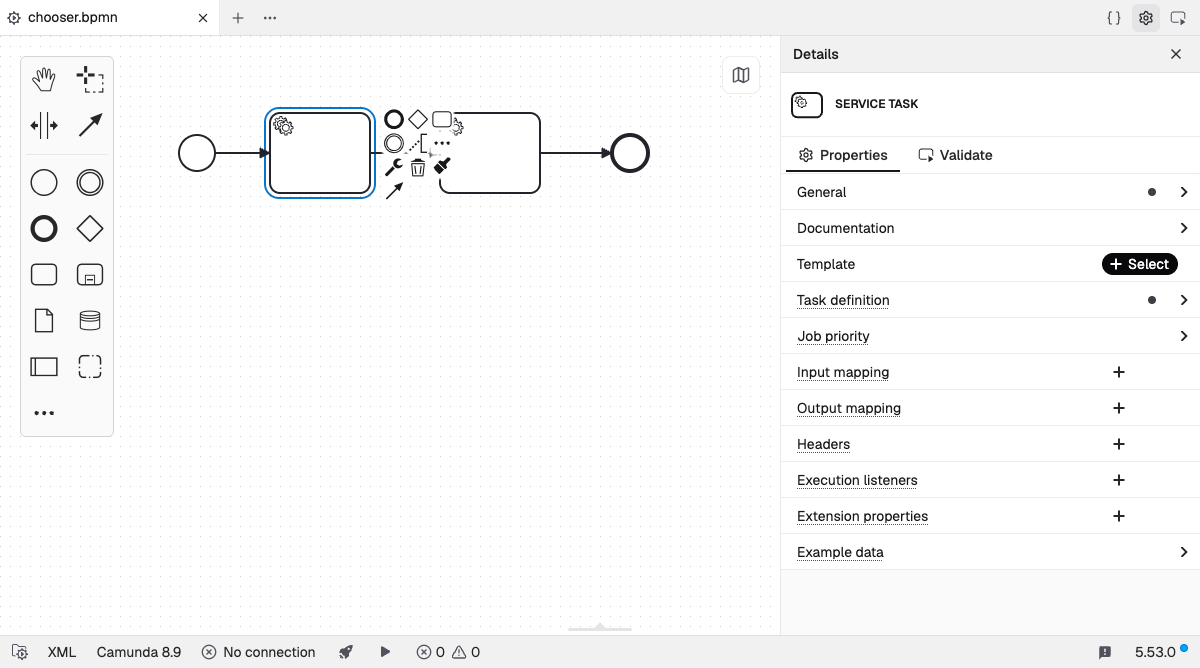 chooser.bpmn
Details
SERVICE TASK
Properties
Validate
General
Documentation
Template
Select
Task definition
Job priority
Input mapping
Output mapping
Headers
Execution listeners
Extension properties
Example data
XML
Camunda 8.9
No connection
0
0
5.53.0